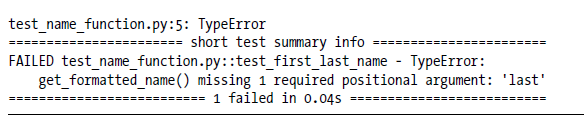 test_name_function.py:5: TypeError
======================= short test summary info =======================
FAILED test_name_function.py::test_first_last_name - TypeError:
    get_formatted_name() missing 1 required positional argument: 'last'
========================== 1 failed in 0.04s ==========================